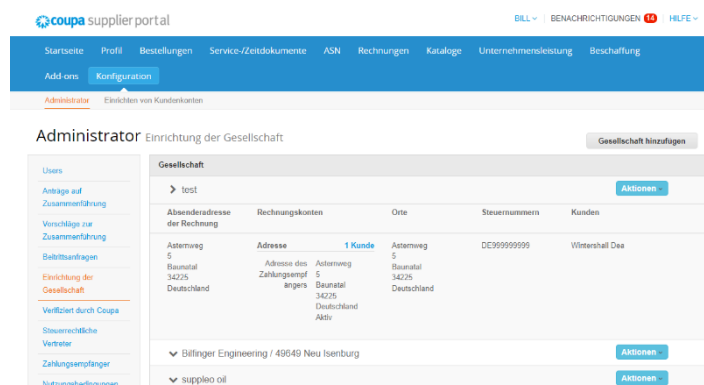 coupa supplier portal
BILL BENACHRICHTIGUNGEN 14 HILFE
Startseite Profil Bestellungen Service-/Zeitdokumente ASN Rechnungen Kataloge Unternehmensleistung Beschaffung
Add-ons Konfiguration
Administrator Einrichten von Kundenkonten
Administrator Einrichtung der Gesellschaft
Gesellschaft hinzufügen
Users
Anträge auf
Zusammenführung
Vorschläge zur
Zusammenführung
Beitrittsanfragen
Einrichtung der
Gesellschaft
Verifiziert durch Coupa
Steuerrechtliche
Vertreter
Zahlungsempfänger
Nutzungsbedingungen
Gesellschaft
test Aktionen
Absenderadresse
der Rechnung
Rechnungskonten
Orte
Steuernummern
Kunden
Asternweg
5
Baunatal
34225
Deutschland
Adresse 1 Kunde
Adresse des
Zahlungsempf
ängers
Asternweg
5
Baunatal
34225
Deutschland
Aktiv
Asternweg
5
Baunatal
34225
Deutschland
DE999999999
Wintershall Dea
Bilfinger Engineering / 49649 Neu Isenburg Aktionen
suppleo oil Aktionen